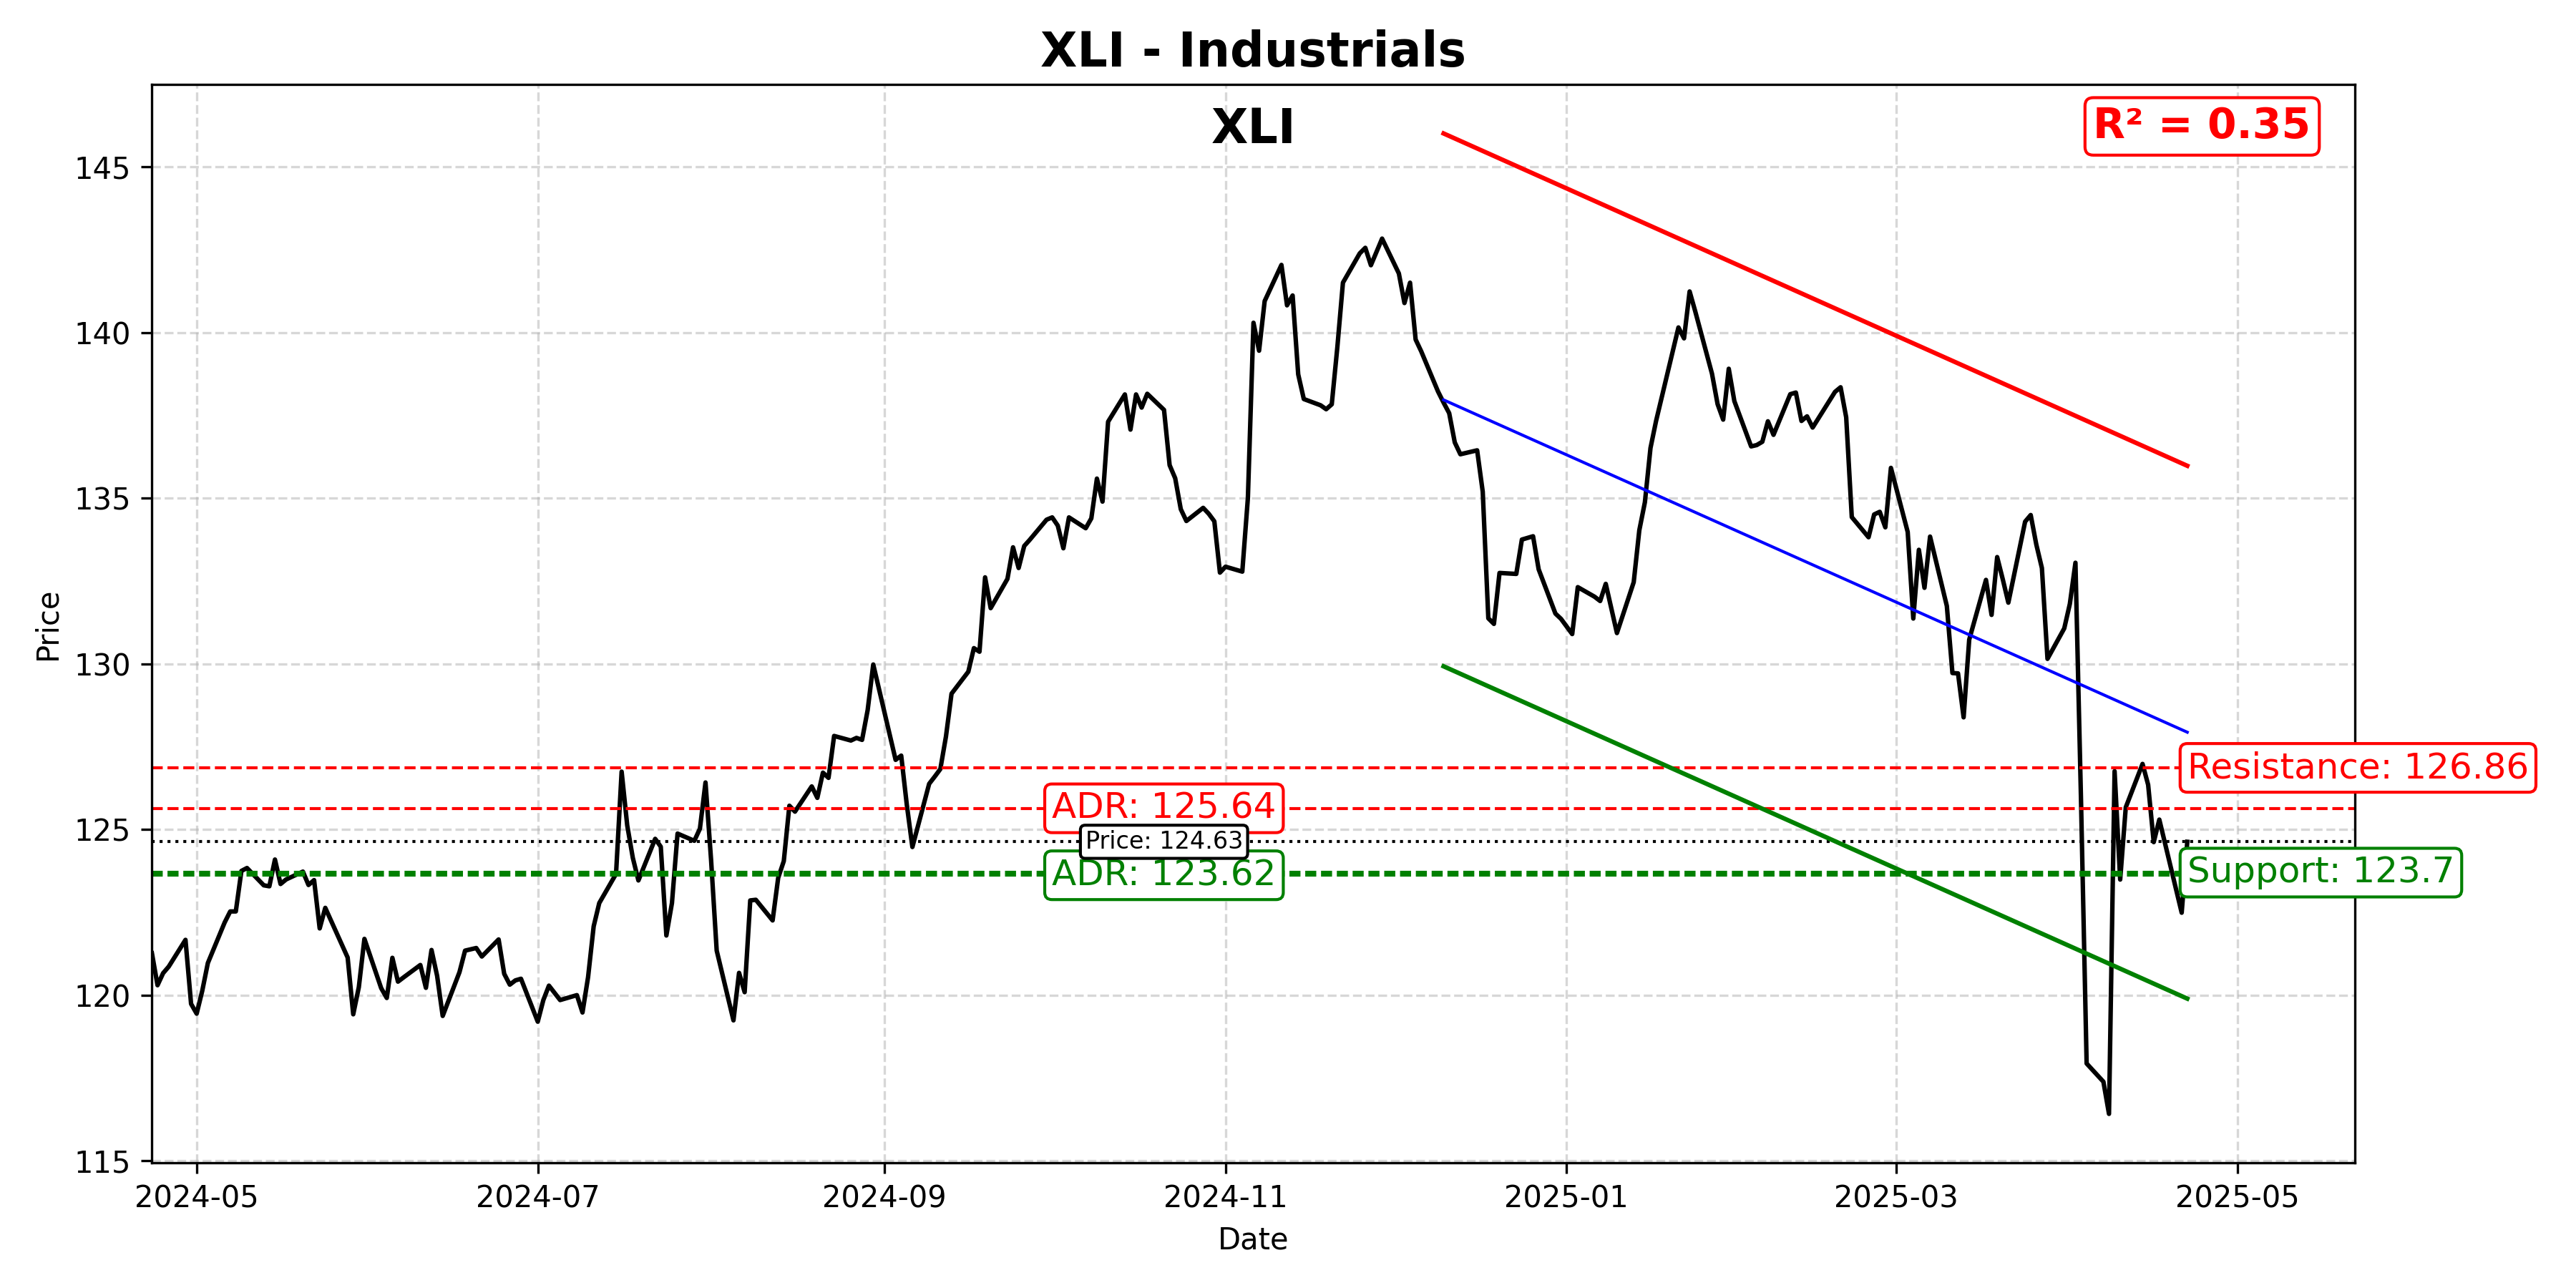 XLI - Industrials
XLI
R² = 0.35
145
140
135
130
125
120
115
Price
Resistance: 126.86
ADR: 125.64
Price: 124.63
ADR: 123.62
Support: 123.7
2024-05
2024-07
2024-09
2024-11
2025-01
2025-03
2025-05
Date